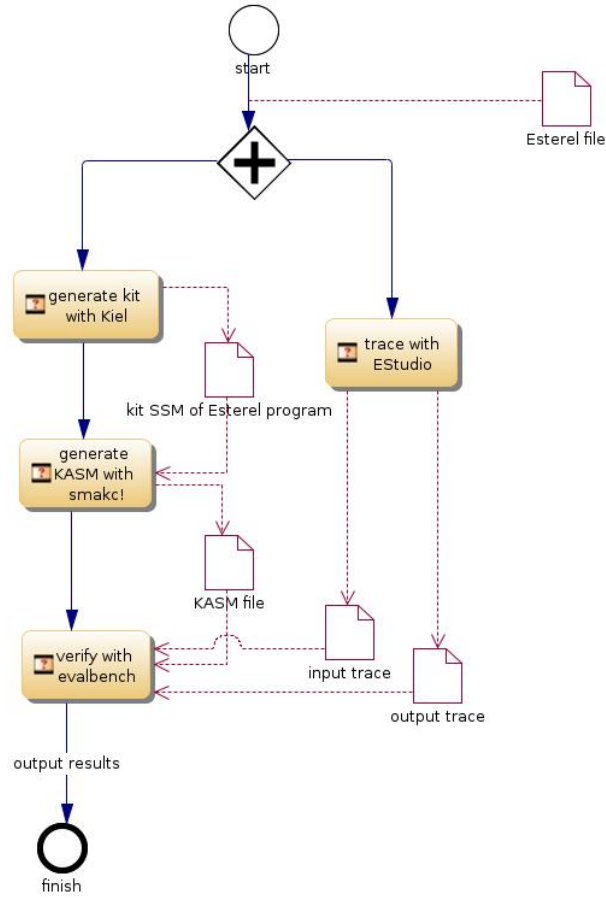 start
Esterel file
generate kit
with Kiel
trace with
EStudio
kit SSM of Esterel program
generate
KASM with
smakc!
KASM file
verify with
evalbench
input trace
output trace
output results
finish